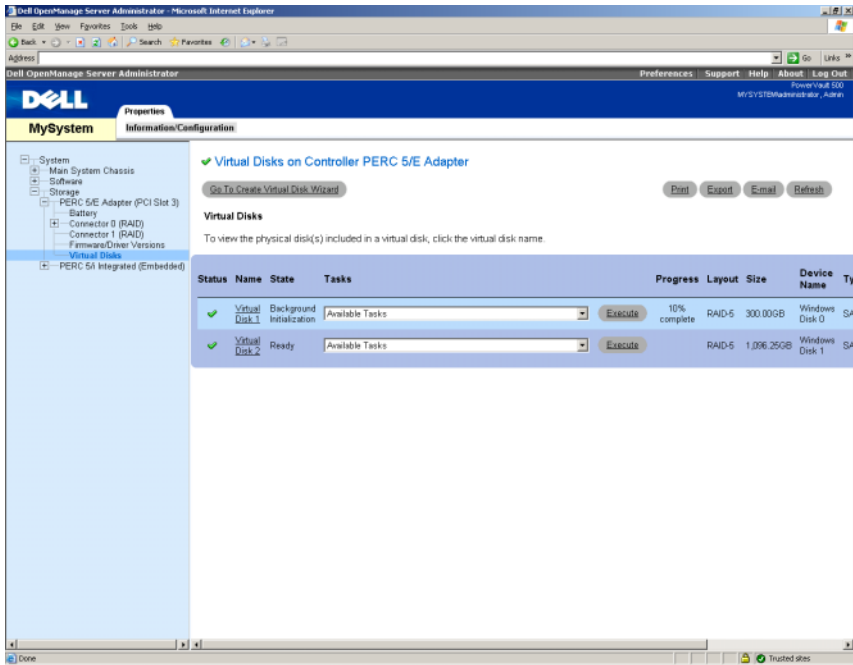 Dell OpenManage Server Administrator - Microsoft Internet Explorer
File Edit View Favorites Tools Help
Back Search Favorites
Address Go Links »
Dell OpenManage Server Administrator Preferences Support Help About Log Out
DELL
PowerVault 500
Properties
MySystem Information/Configuration
System
Main System Chassis
Software
Storage
PERC 5/E Adapter (PCI Slot 3)
Battery
Connector 0 (RAID)
Connector 1 (RAID)
Firmware/Driver Versions
Virtual Disks
PERC 5/i Integrated (Embedded)
Virtual Disks on Controller PERC 5/E Adapter
Go To Create Virtual Disk Wizard Print Export E-mail Refresh
Virtual Disks
To view the physical disk(s) included in a virtual disk, click the virtual disk name.
Status Name State Tasks Progress Layout Size Device Name Ty
Virtual Disk 1 Background Initialization Available Tasks Execute 10% complete RAID-5 300.00GB Windows Disk 0 SA
Virtual Disk 2 Ready Available Tasks Execute RAID-5 1,096.25GB Windows Disk 1 SA
Done Trusted sites